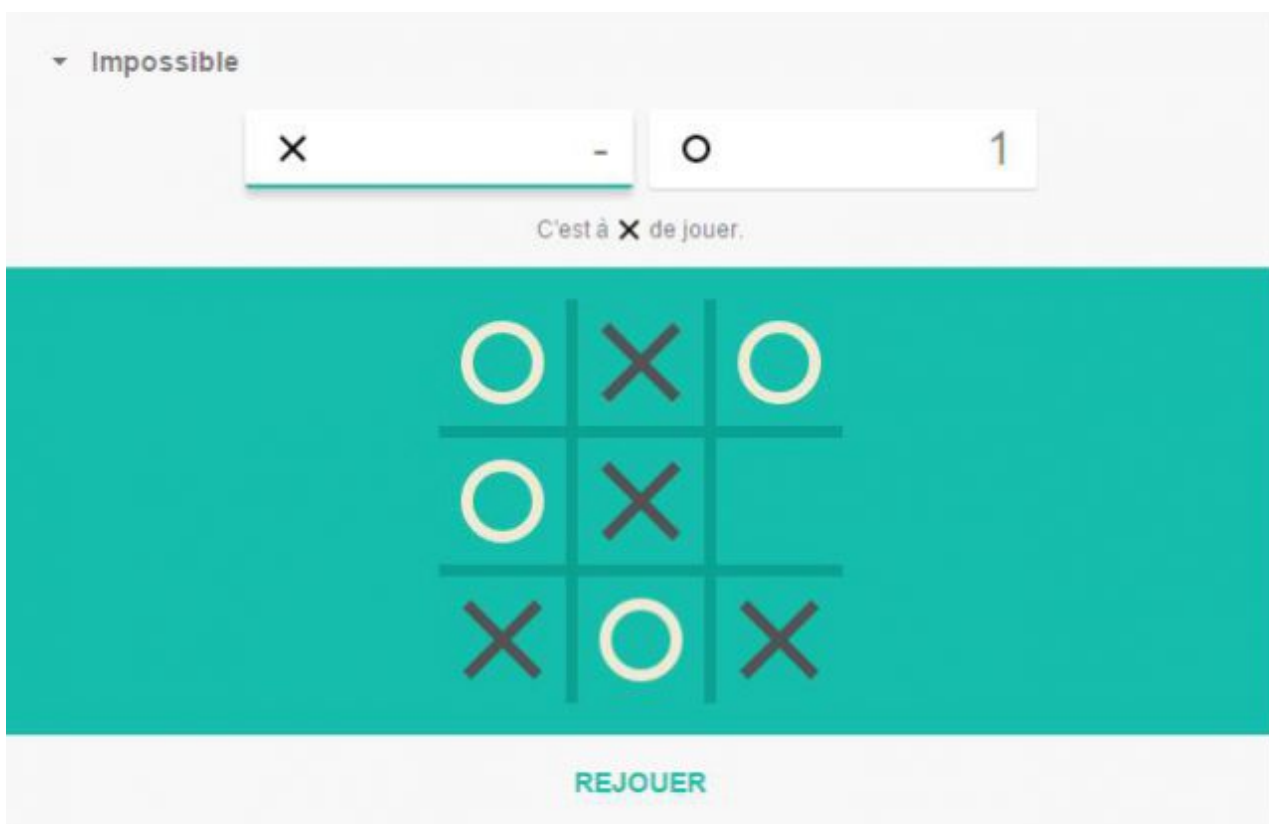 Impossible
× - ○ 1
C'est à × de jouer.
REJOUER